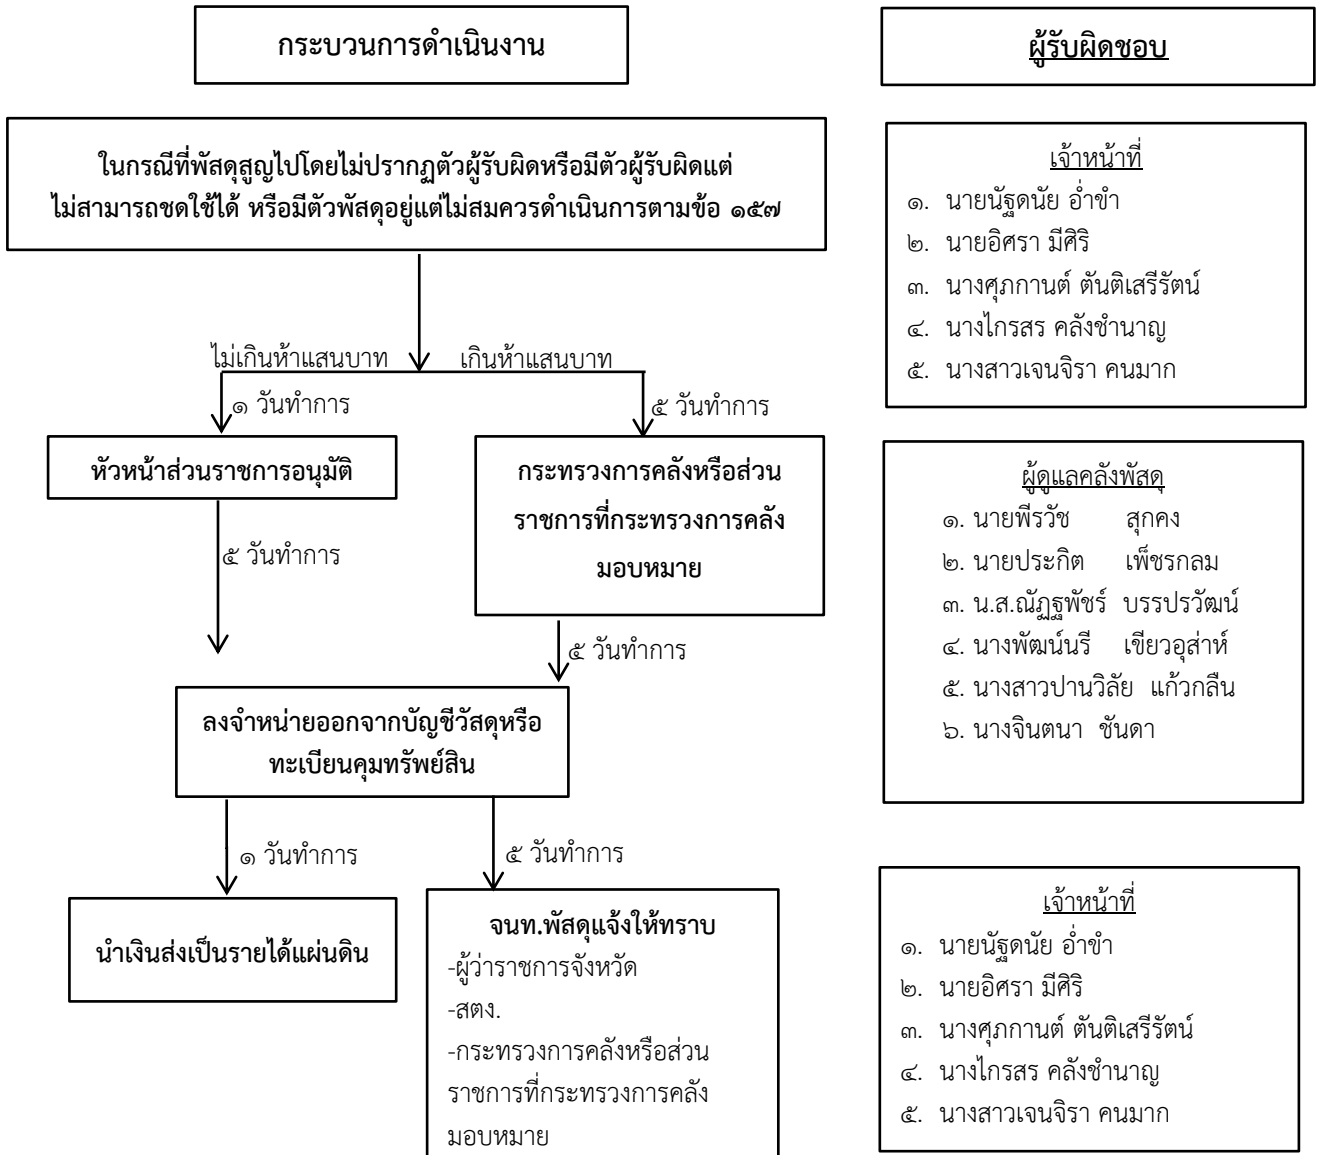 กระบวนการดำเนินงาน
ผู้รับผิดชอบ
ในกรณีที่พัสดุสูญไปโดยไม่ปรากฏตัวผู้รับผิดหรือมีตัวผู้รับผิดแต่
ไม่สามารถชดใช้ได้ หรือมีตัวพัสดุอยู่แต่ไม่สมควรดำเนินการตามข้อ ๑๕๗
ไม่เกินห้าแสนบาท
เกินห้าแสนบาท
๑ วันทำการ
๕ วันทำการ
หัวหน้าส่วนราชการอนุมัติ
กระทรวงการคลังหรือส่วน
ราชการที่กระทรวงการคลัง
มอบหมาย
๕ วันทำการ
๕ วันทำการ
ลงจำหน่ายออกจากบัญชีวัสดุหรือ
ทะเบียนคุมทรัพย์สิน
๑ วันทำการ
๕ วันทำการ
นำเงินส่งเป็นรายได้แผ่นดิน
จนท.พัสดุแจ้งให้ทราบ
-ผู้ว่าราชการจังหวัด
-สตง.
-กระทรวงการคลังหรือส่วน
ราชการที่กระทรวงการคลัง
มอบหมาย
เจ้าหน้าที่
๑. นายนัฐดนัย อ่ำขำ
๒. นายอิศรา มีศิริ
๓. นางศุภกานต์ ตันติเสรีรัตน์
๔. นางไกรสร คลังชำนาญ
๕. นางสาวเจนจิรา คนมาก
ผู้ดูแลคลังพัสดุ
๑. นายพีรวัช สุกคง
๒. นายประกิต เพ็ชรกลม
๓. น.ส.ณัฏฐพัชร์ บรรปรวัฒน์
๔. นางพัฒน์นรี เขียวอุส่าห์
๕. นางสาวปานวิลัย แก้วกลืน
๖. นางจินตนา ชันดา
เจ้าหน้าที่
๑. นายนัฐดนัย อ่ำขำ
๒. นายอิศรา มีศิริ
๓. นางศุภกานต์ ตันติเสรีรัตน์
๔. นางไกรสร คลังชำนาญ
๕. นางสาวเจนจิรา คนมาก